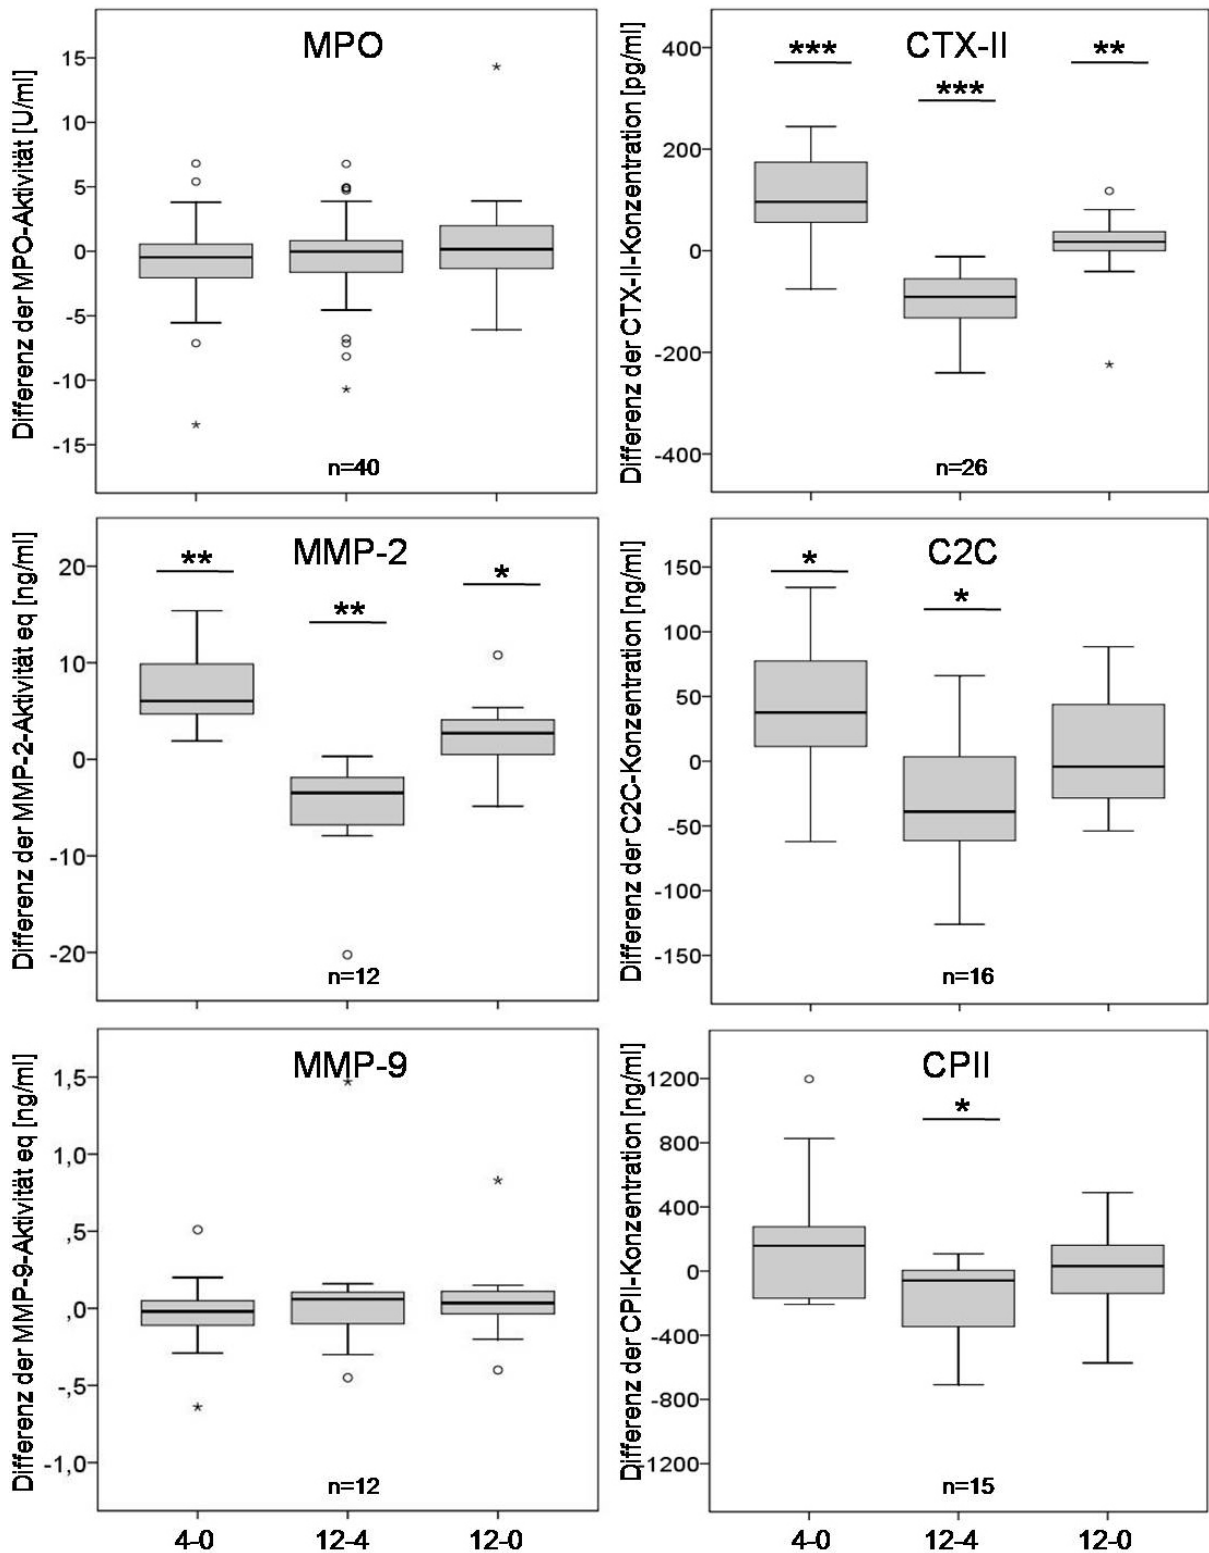 MPO
Differenz der MPO-Aktivität [U/ml]
15
10
5
0
-5
-10
-15
n=40
CTX-II
Differenz der CTX-II-Konzentration [pg/ml]
***
***
**
400
200
0
-200
-400
n=26
MMP-2
Differenz der MMP-2-Aktivität eq [ng/ml]
**
**
*
20
10
0
-10
-20
n=12
C2C
Differenz der C2C-Konzentration [ng/ml]
*
*
150
100
50
0
-50
-100
-150
n=16
MMP-9
Differenz der MMP-9-Aktivität eq [ng/ml]
1,5
1,0
,5
,0
-,5
-1,0
n=12
4-0
12-4
12-0
CPII
Differenz der CPII-Konzentration [ng/ml]
*
1200
800
400
0
-400
-800
-1200
n=15
4-0
12-4
12-0